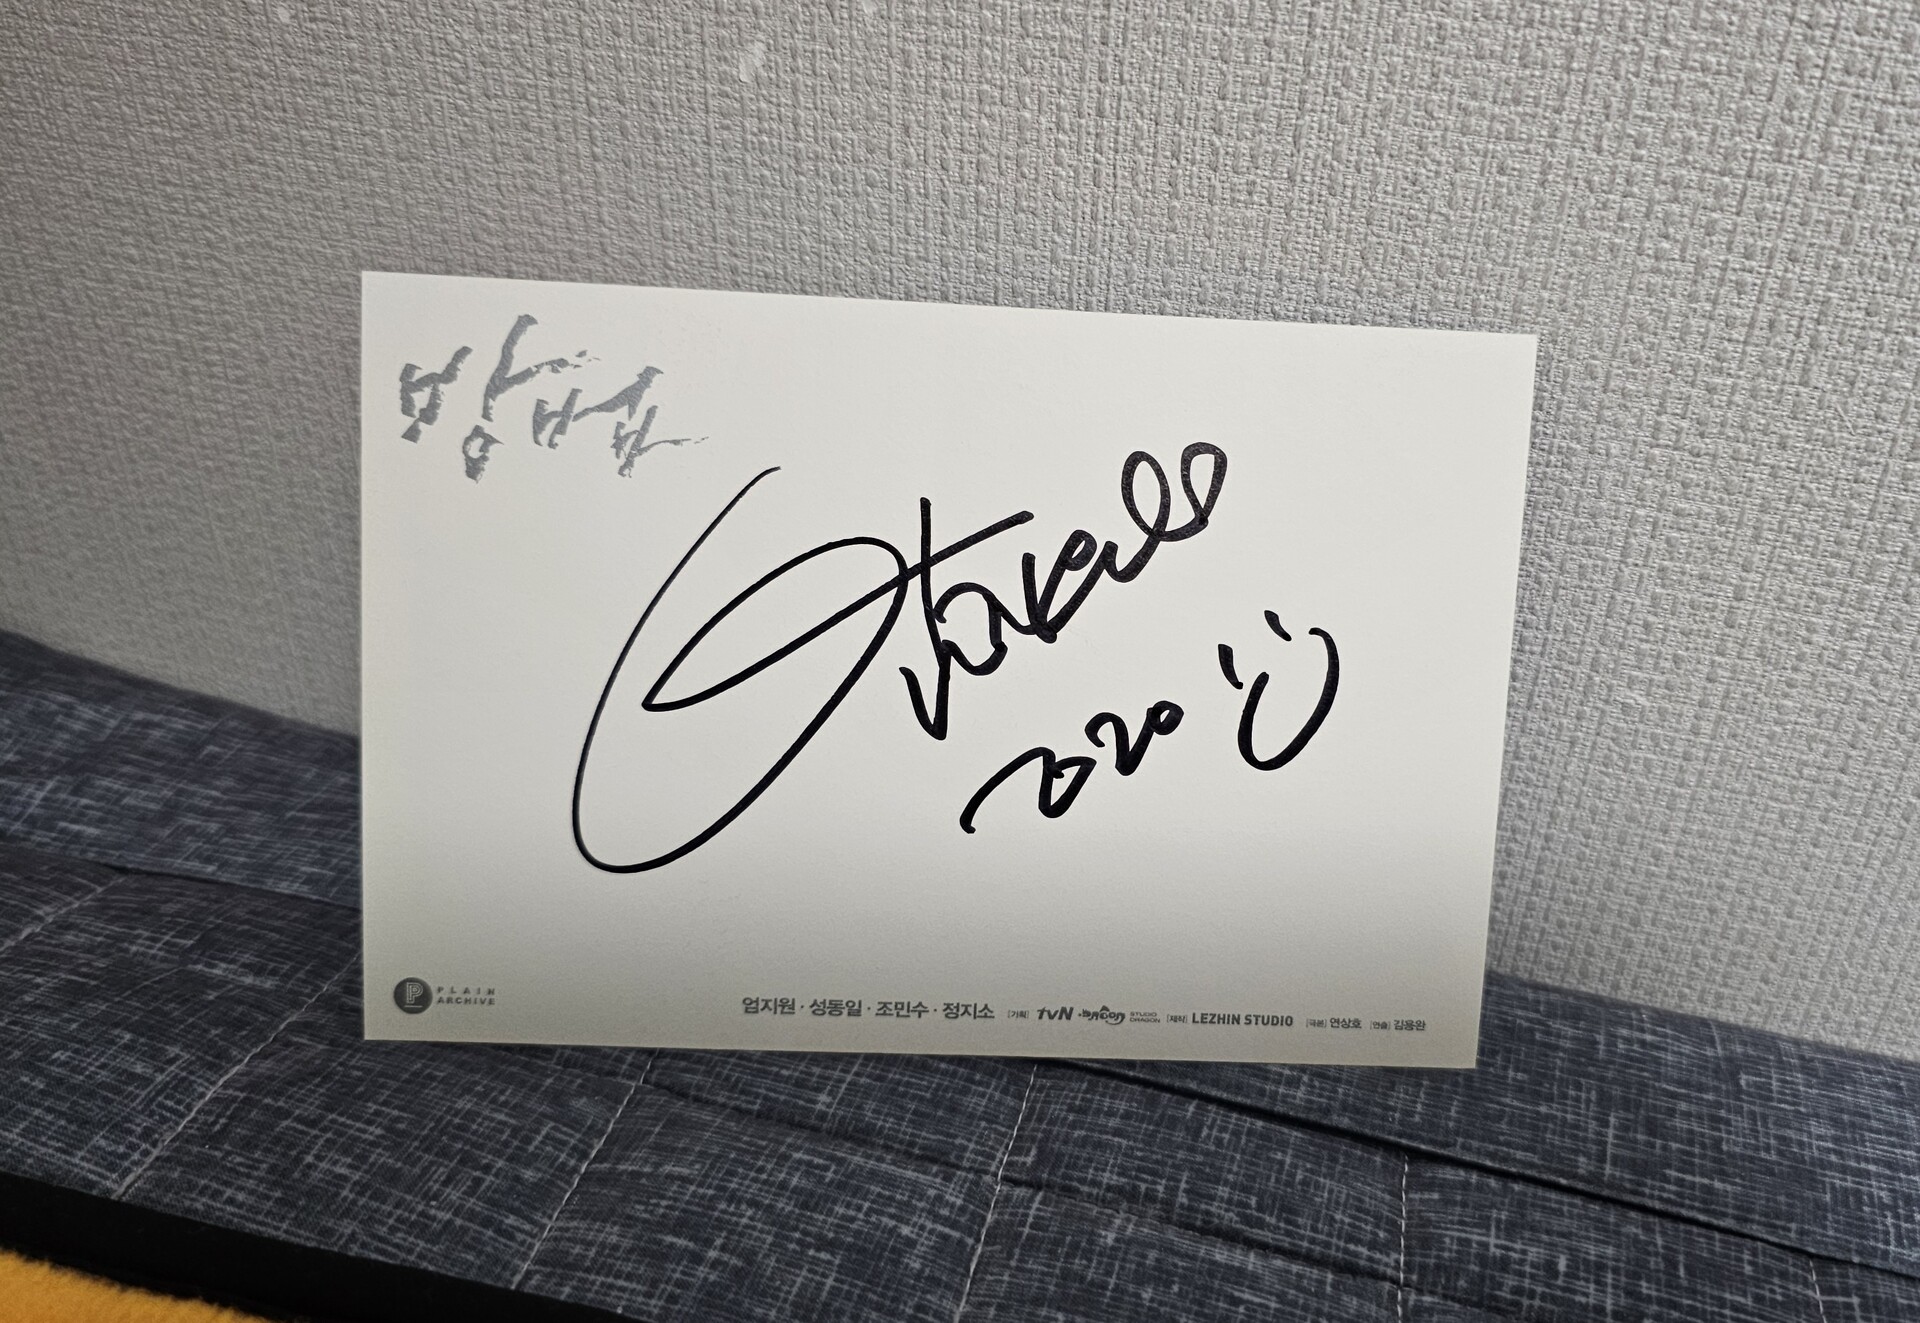 방법
2020
PLAIN
ARCHIVE
엄지원 · 성동일 · 조민수 · 정지소 [기획] tvN STUDIO DRAGON [제작] LEZHIN STUDIO [극본] 연상호 [연출] 김용완